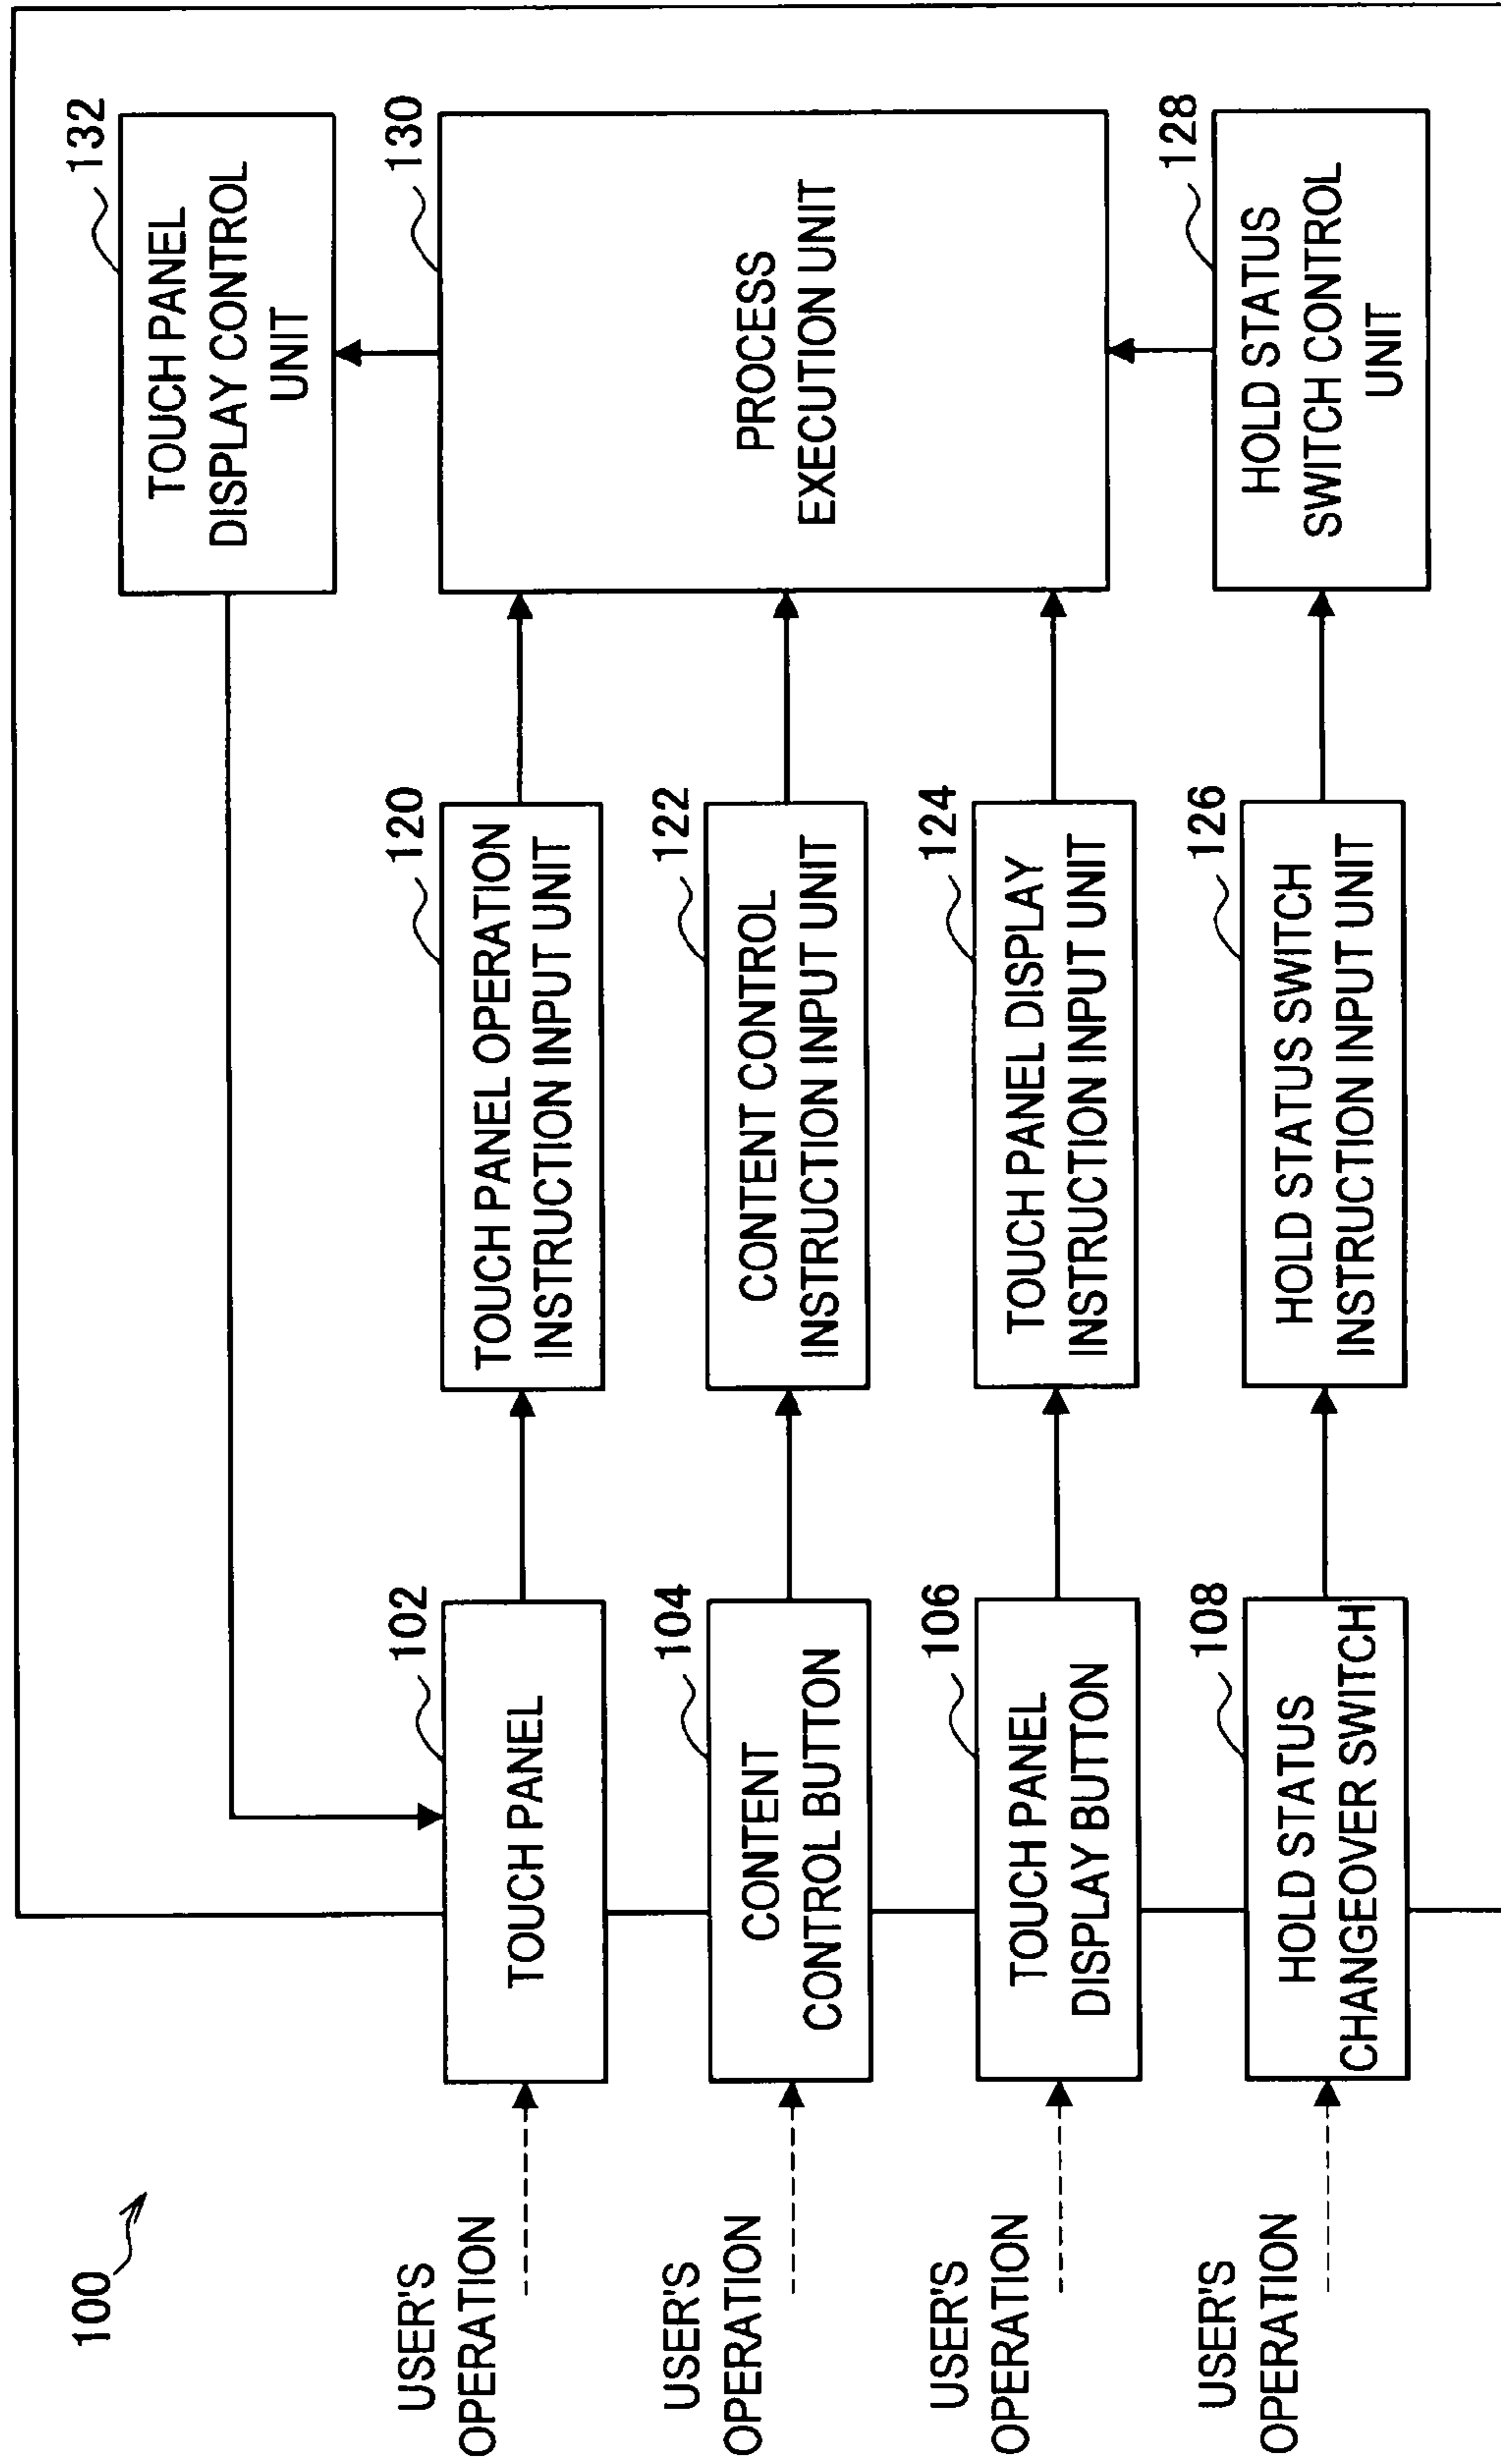 100
USER'S
OPERATION
USER'S
OPERATION
USER'S
OPERATION
USER'S
OPERATION
102
TOUCH PANEL
104
CONTENT
CONTROL BUTTON
106
TOUCH PANEL
DISPLAY BUTTON
108
HOLD STATUS
CHANGEOVER SWITCH
120
TOUCH PANEL OPERATION
INSTRUCTION INPUT UNIT
122
CONTENT CONTROL
INSTRUCTION INPUT UNIT
124
TOUCH PANEL DISPLAY
INSTRUCTION INPUT UNIT
126
HOLD STATUS SWITCH
INSTRUCTION INPUT UNIT
132
TOUCH PANEL
DISPLAY CONTROL
UNIT
130
PROCESS
EXECUTION UNIT
128
HOLD STATUS
SWITCH CONTROL
UNIT